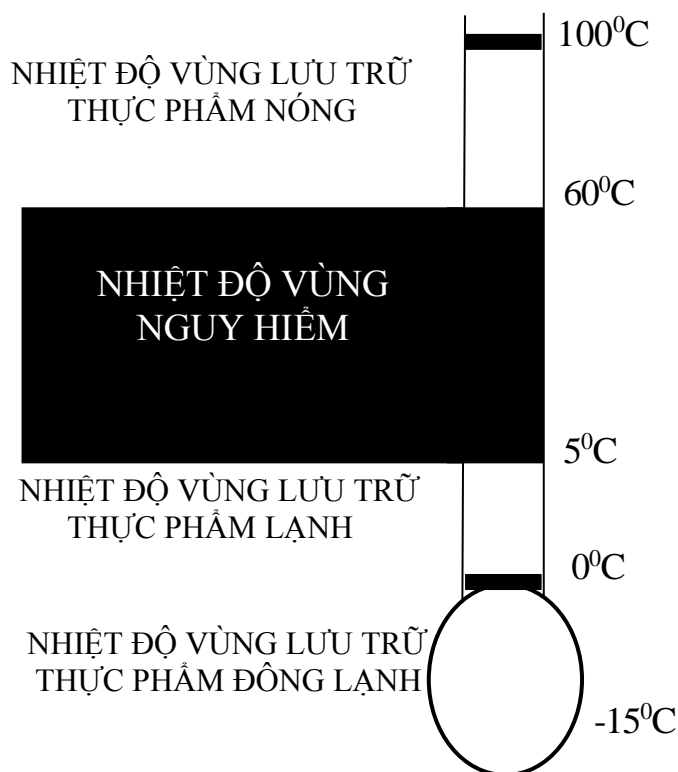 100⁰C
NHIỆT ĐỘ VÙNG LƯU TRỮ
THỰC PHẨM NÓNG
60⁰C
NHIỆT ĐỘ VÙNG
NGUY HIỂM
5⁰C
NHIỆT ĐỘ VÙNG LƯU TRỮ
THỰC PHẨM LẠNH
0⁰C
NHIỆT ĐỘ VÙNG LƯU TRỮ
THỰC PHẨM ĐÔNG LẠNH
-15⁰C